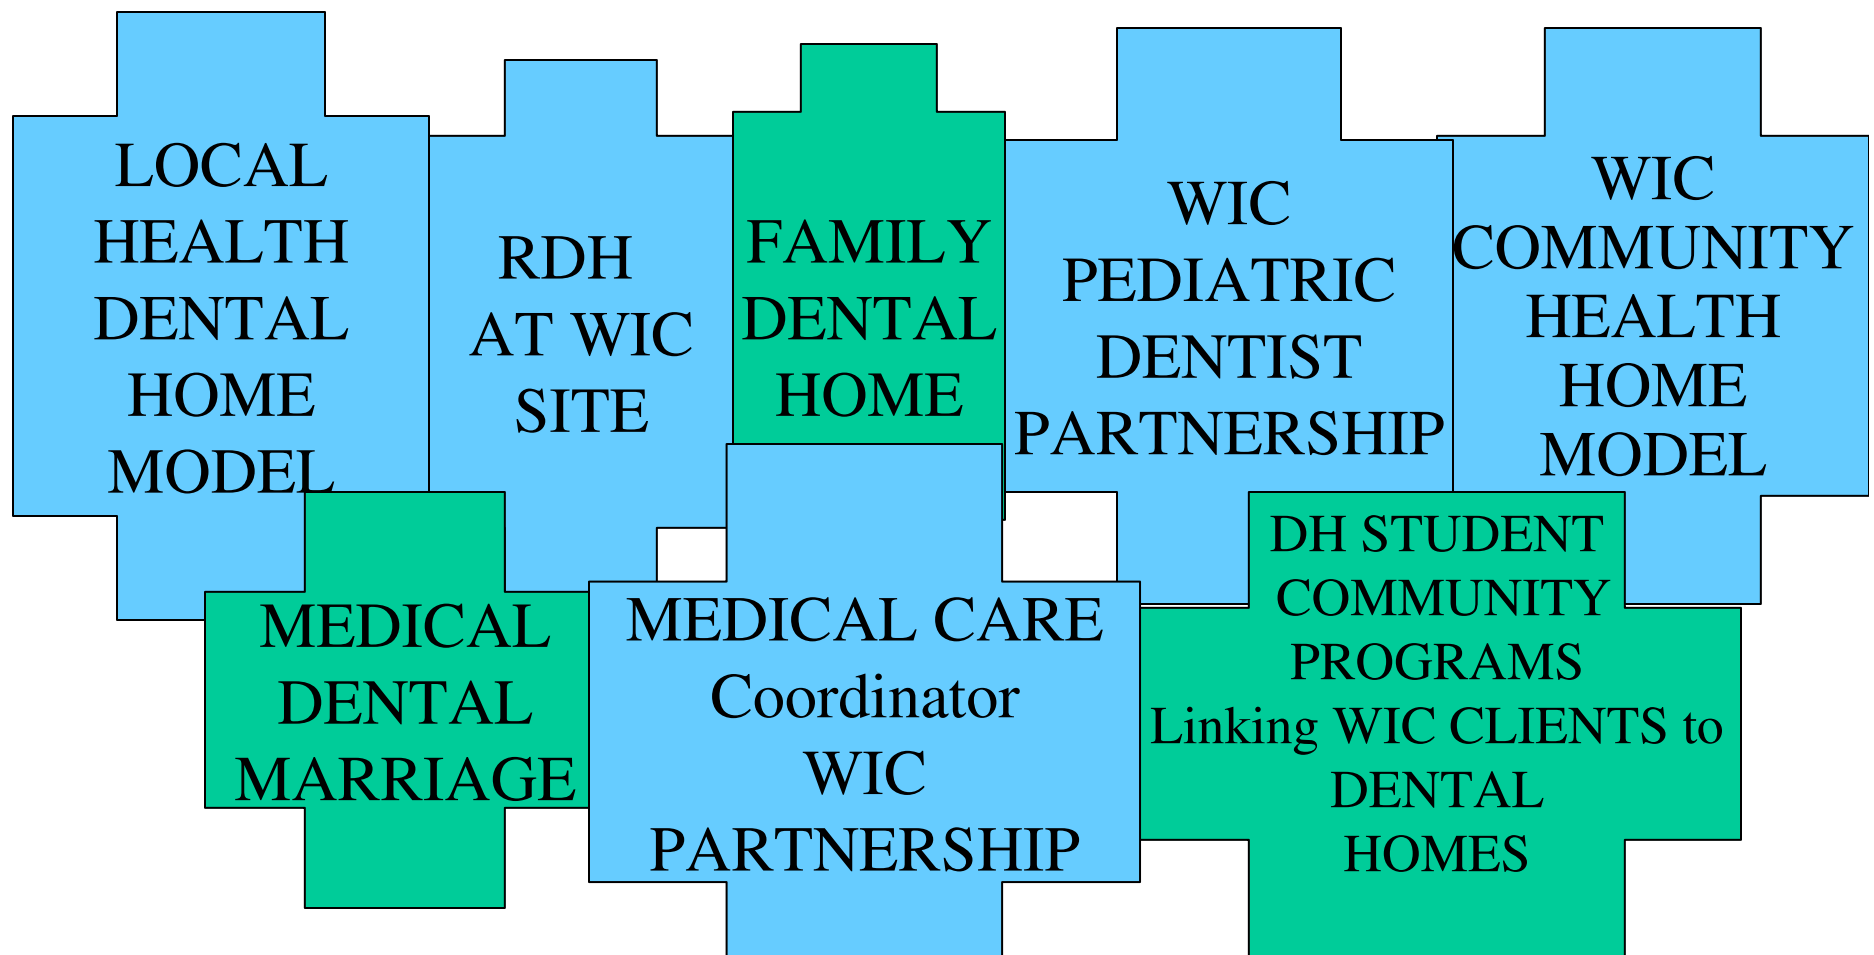 LOCAL
HEALTH
DENTAL
HOME
MODEL
RDH
AT WIC
SITE
FAMILY
DENTAL
HOME
WIC
PEDIATRIC
DENTIST
PARTNERSHIP
WIC
COMMUNITY
HEALTH
HOME
MODEL
MEDICAL
DENTAL
MARRIAGE
MEDICAL CARE
Coordinator
WIC
PARTNERSHIP
DH STUDENT
COMMUNITY
PROGRAMS
Linking WIC CLIENTS to
DENTAL
HOMES